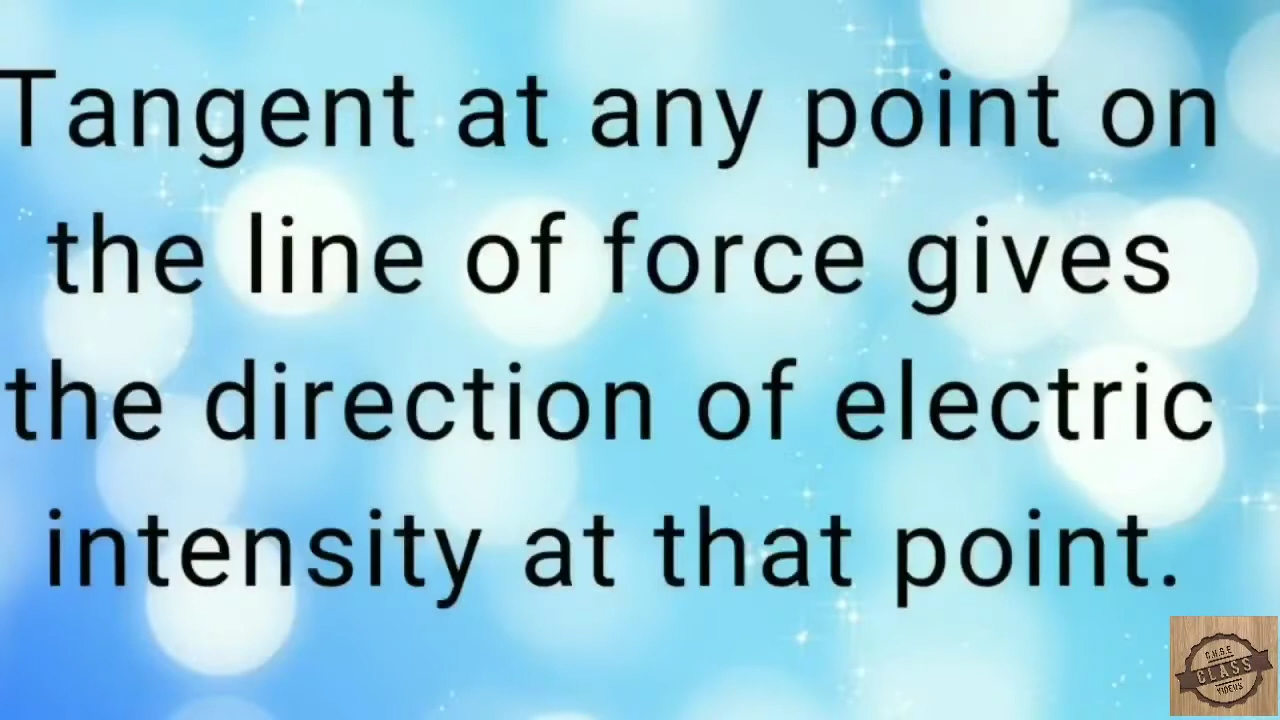 Tangent at any point on
the line of force gives
the direction of electric
intensity at that point.
CLASS
VIDEOS